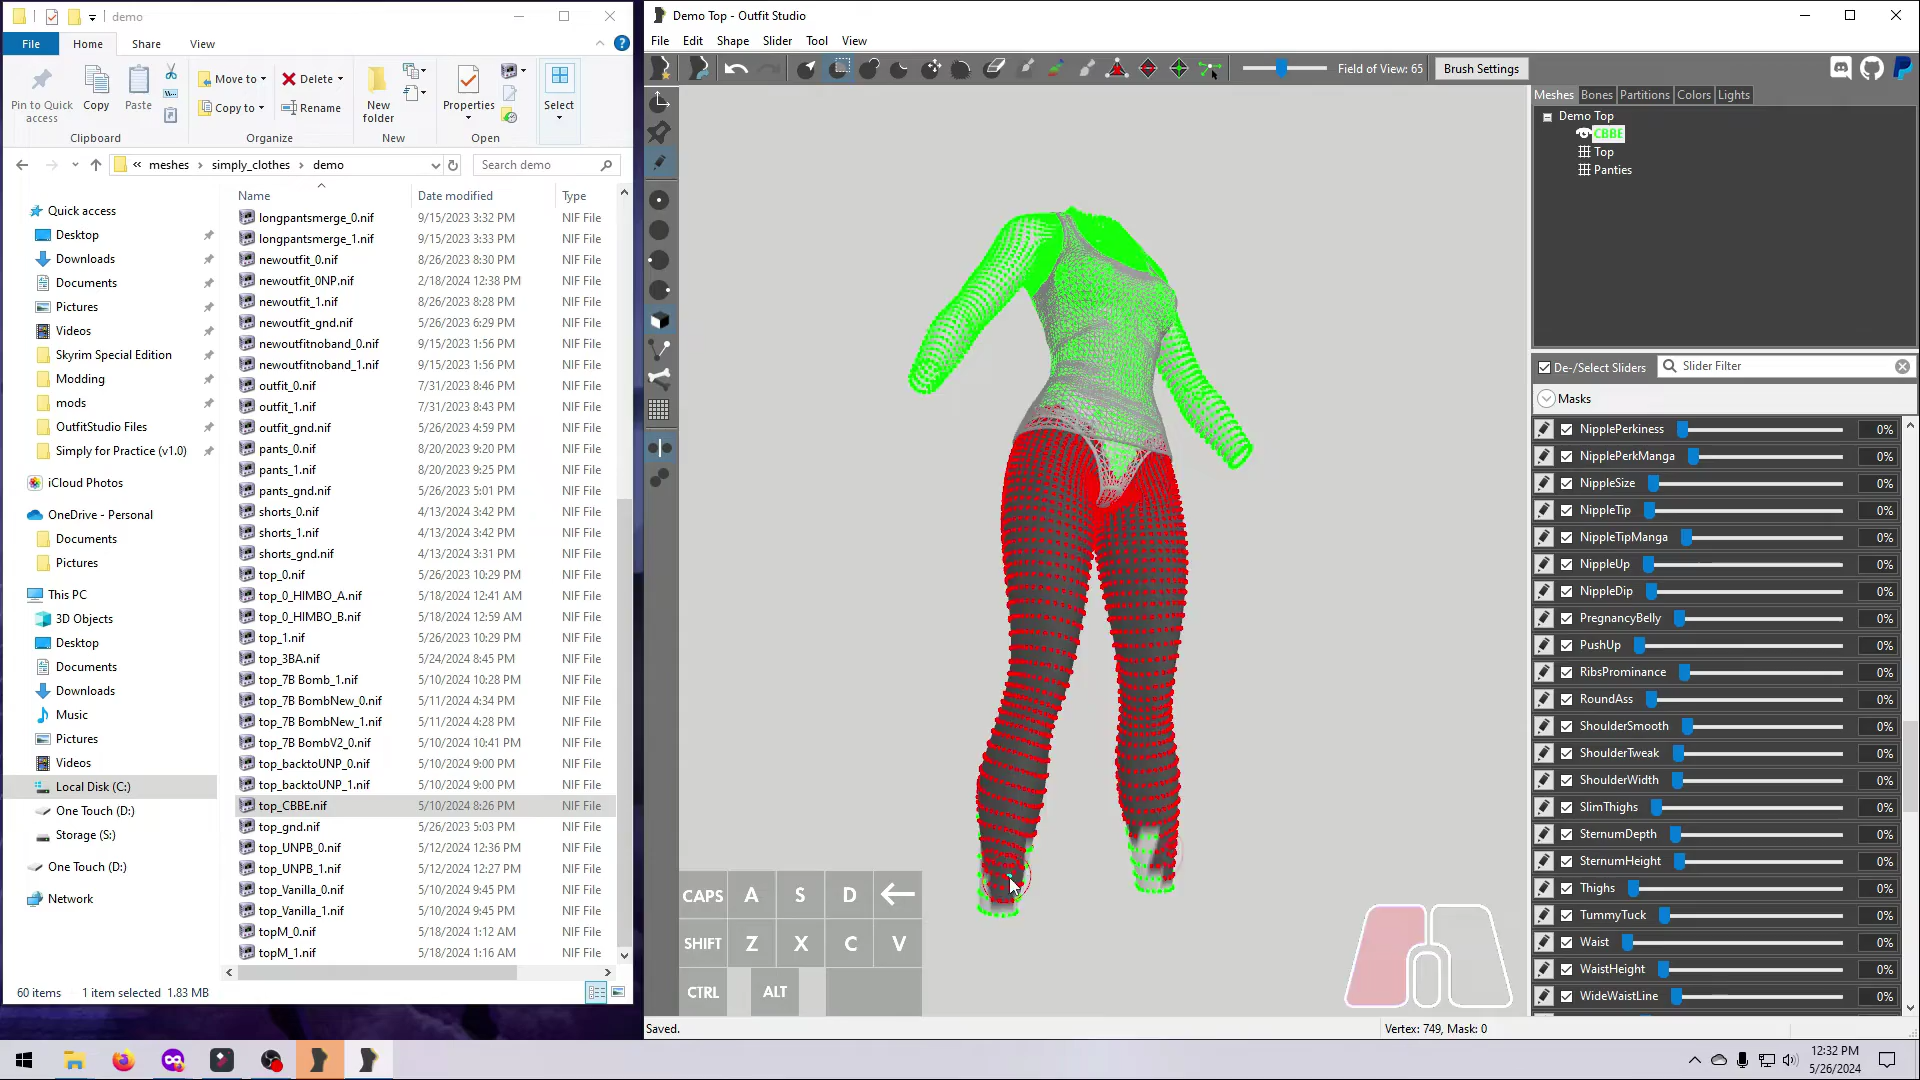 demo
File
Home
Share
View
Pin to Quick access
Copy
Paste
Move to
Copy to
Delete
Rename
New folder
Properties
Select
Clipboard
Organize
New
Open
« meshes › simply_clothes › demo
Search demo
Name
Date modified
Type
Quick access
Desktop
Downloads
Documents
Pictures
Videos
Skyrim Special Edition
Modding
mods
OutfitStudio Files
Simply for Practice (v1.0)
iCloud Photos
OneDrive - Personal
Documents
Pictures
This PC
3D Objects
Desktop
Documents
Downloads
Music
Pictures
Videos
Local Disk (C:)
One Touch (D:)
Storage (S:)
One Touch (D:)
Network
longpantsmerge_0.nif 9/15/2023 3:32 PM NIF File
longpantsmerge_1.nif 9/15/2023 3:33 PM NIF File
newoutfit_0.nif 8/26/2023 8:30 PM NIF File
newoutfit_0NP.nif 2/18/2024 12:38 PM NIF File
newoutfit_1.nif 8/26/2023 8:28 PM NIF File
newoutfit_gnd.nif 5/26/2023 6:29 PM NIF File
newoutfitnoband_0.nif 9/15/2023 1:56 PM NIF File
newoutfitnoband_1.nif 9/15/2023 1:56 PM NIF File
outfit_0.nif 7/31/2023 8:46 PM NIF File
outfit_1.nif 7/31/2023 8:43 PM NIF File
outfit_gnd.nif 5/26/2023 4:59 PM NIF File
pants_0.nif 8/20/2023 9:20 PM NIF File
pants_1.nif 8/20/2023 9:25 PM NIF File
pants_gnd.nif 5/26/2023 5:01 PM NIF File
shorts_0.nif 4/13/2024 3:42 PM NIF File
shorts_1.nif 4/13/2024 3:42 PM NIF File
shorts_gnd.nif 4/13/2024 3:31 PM NIF File
top_0.nif 5/26/2023 10:29 PM NIF File
top_0_HIMBO_A.nif 5/18/2024 12:41 AM NIF File
top_0_HIMBO_B.nif 5/18/2024 12:59 AM NIF File
top_1.nif 5/26/2023 10:29 PM NIF File
top_3BA.nif 5/24/2024 8:45 PM NIF File
top_7B Bomb_1.nif 5/10/2024 10:28 PM NIF File
top_7B BombNew_0.nif 5/11/2024 4:34 PM NIF File
top_7B BombNew_1.nif 5/11/2024 4:28 PM NIF File
top_7B BombV2_0.nif 5/10/2024 10:41 PM NIF File
top_backtoUNP_0.nif 5/10/2024 9:00 PM NIF File
top_backtoUNP_1.nif 5/10/2024 9:00 PM NIF File
top_CBBE.nif 5/10/2024 8:26 PM NIF File
top_gnd.nif 5/26/2023 5:03 PM NIF File
top_UNPB_0.nif 5/12/2024 12:36 PM NIF File
top_UNPB_1.nif 5/12/2024 12:27 PM NIF File
top_Vanilla_0.nif 5/10/2024 9:45 PM NIF File
top_Vanilla_1.nif 5/10/2024 9:45 PM NIF File
topM_0.nif 5/18/2024 1:12 AM NIF File
topM_1.nif 5/18/2024 1:16 AM NIF File
60 items 1 item selected 1.83 MB
Demo Top - Outfit Studio
File Edit Shape Slider Tool View
Field of View: 65
Brush Settings
Meshes Bones Partitions Colors Lights
Demo Top
CBBE
Top
Panties
De-/Select Sliders
Slider Filter
Masks
NipplePerkiness 0%
NipplePerkManga 0%
NippleSize 0%
NippleTip 0%
NippleTipManga 0%
NippleUp 0%
NippleDip 0%
PregnancyBelly 0%
PushUp 0%
RibsProminance 0%
RoundAss 0%
ShoulderSmooth 0%
ShoulderTweak 0%
ShoulderWidth 0%
SlimThighs 0%
SternumDepth 0%
SternumHeight 0%
Thighs 0%
TummyTuck 0%
Waist 0%
WaistHeight 0%
WideWaistLine 0%
CAPS A S D ←
SHIFT Z X C V
CTRL ALT
Saved.
Vertex: 749, Mask: 0
12:32 PM
5/26/2024